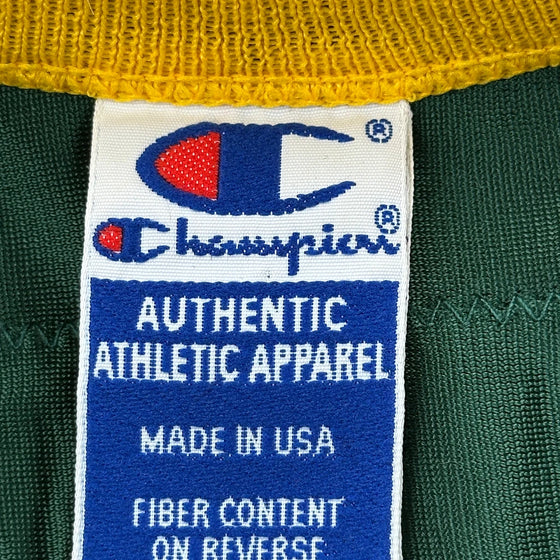 ®
Champion®
AUTHENTIC
ATHLETIC APPAREL
MADE IN USA
FIBER CONTENT
ON REVERSE